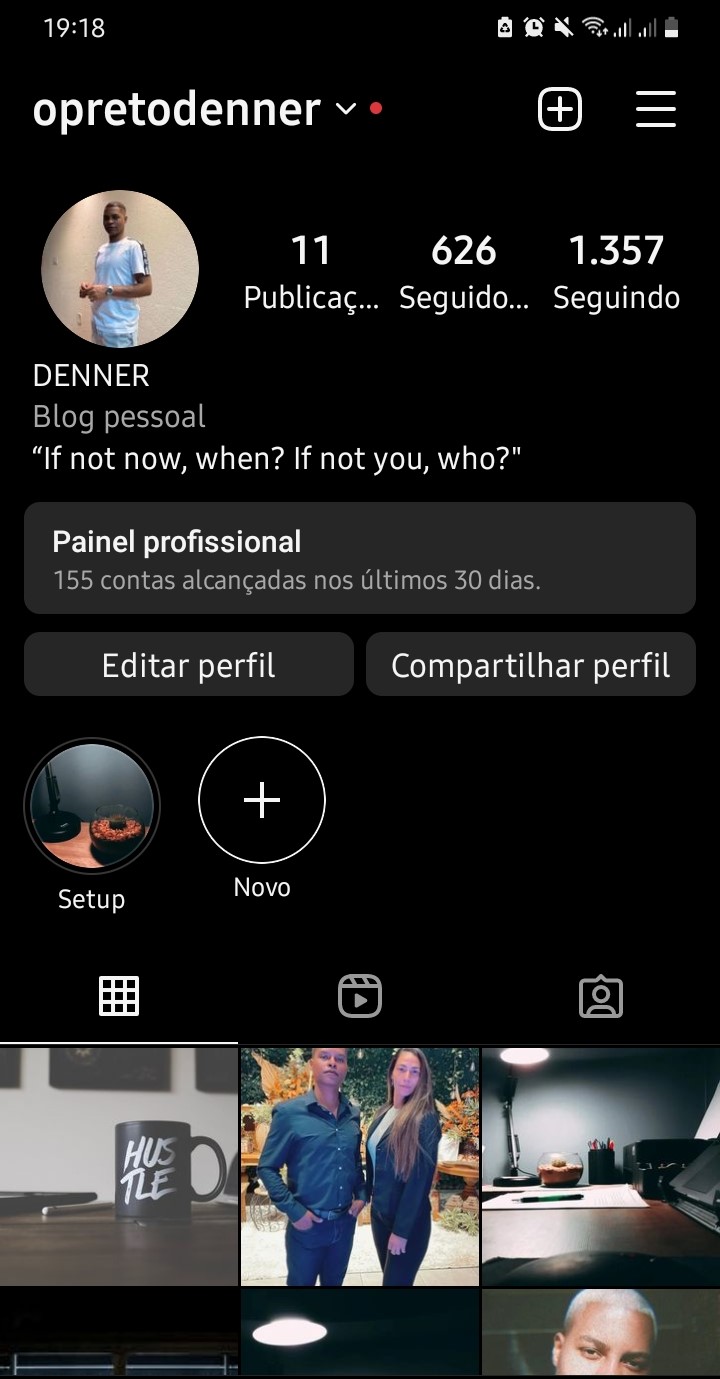 19:18
opretodenner
11 626 1.357
Publicaç... Seguido... Seguindo
DENNER
Blog pessoal
“If not now, when? If not you, who?"
Painel profissional
155 contas alcançadas nos últimos 30 dias.
Editar perfil Compartilhar perfil
Setup Novo
HUS
TLE